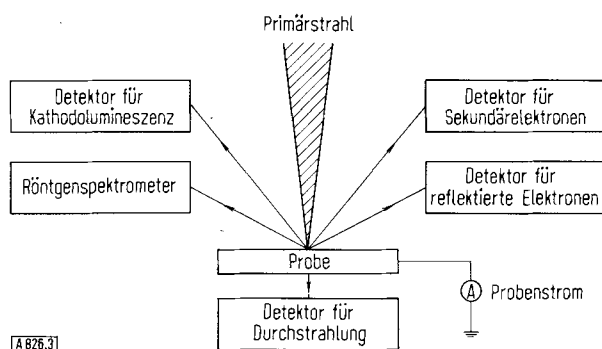 Primärstrahl
Detektor für
Kathodolumineszenz
Detektor für
Sekundärelektronen
Röntgenspektrometer
Detektor für
reflektierte Elektronen
Probe
A
Probenstrom
Detektor für
Durchstrahlung
A 826.3